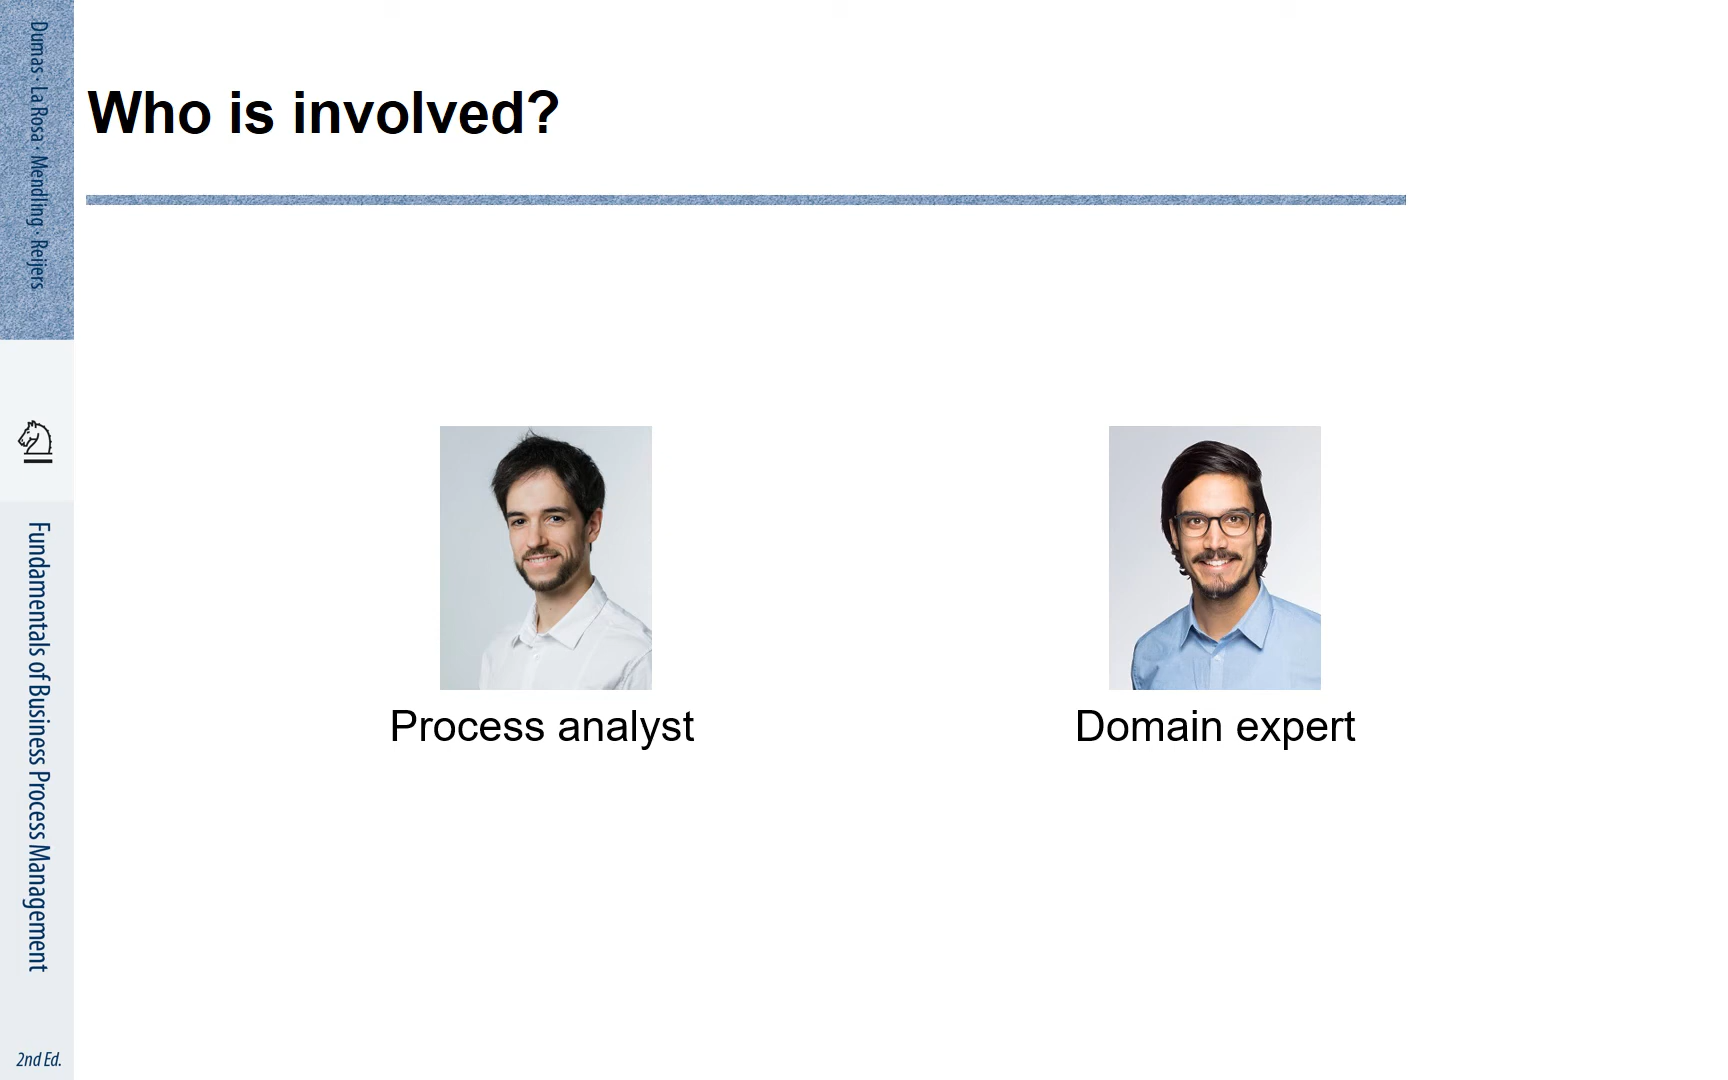 Dumas · La Rosa · Mendling · Reijers
Who is involved?
Process analyst
Domain expert
Fundamentals of Business Process Management
2nd Ed.